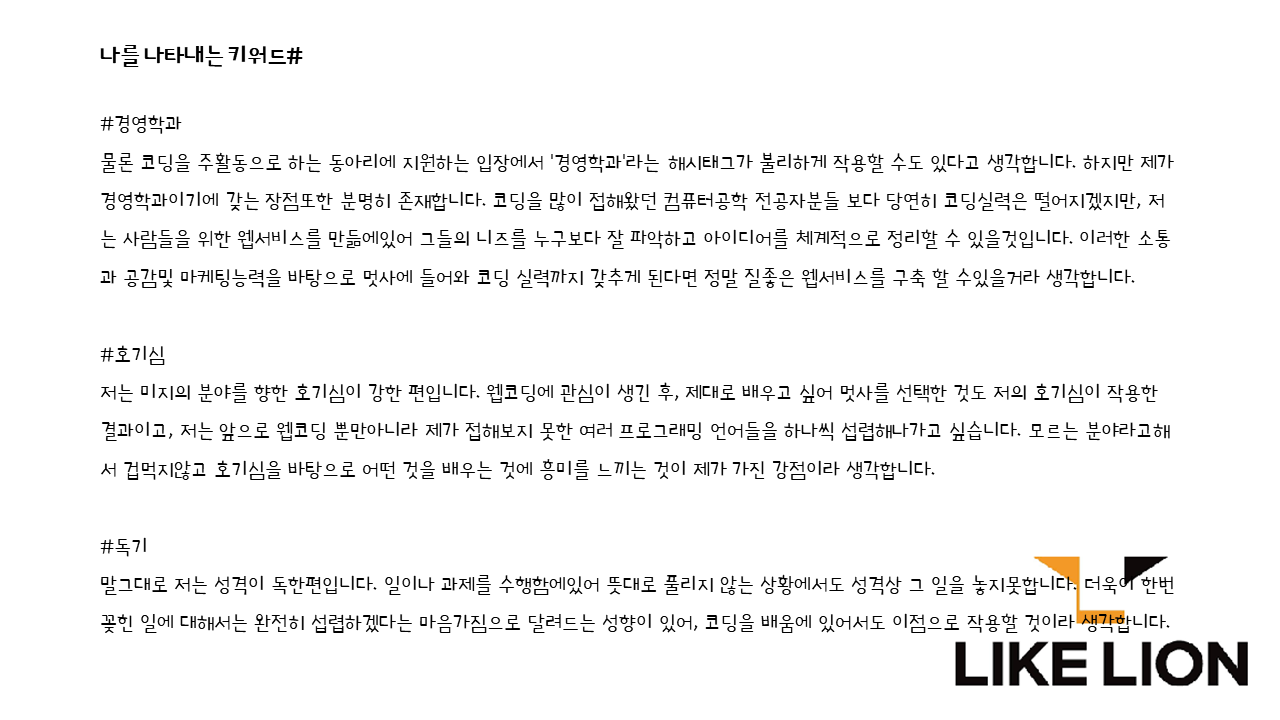 나를 나타내는 키워드#
#경영학과
물론 코딩을 주활동으로 하는 동아리에 지원하는 입장에서 '경영학과'라는 해시태그가 불리하게 작용할 수도 있다고 생각합니다. 하지만 제가
경영학과이기에 갖는 장점또한 분명히 존재합니다. 코딩을 많이 접해왔던 컴퓨터공학 전공자분들 보다 당연히 코딩실력은 떨어지겠지만, 저
는 사람들을 위한 웹서비스를 만듦에있어 그들의 니즈를 누구보다 잘 파악하고 아이디어를 체계적으로 정리할 수 있을것입니다. 이러한 소통
과 공감및 마케팅능력을 바탕으로 멋사에 들어와 코딩 실력까지 갖추게 된다면 정말 질좋은 웹서비스를 구축 할 수있을거라 생각합니다.
#호기심
저는 미지의 분야를 향한 호기심이 강한 편입니다. 웹코딩에 관심이 생긴 후, 제대로 배우고 싶어 멋사를 선택한 것도 저의 호기심이 작용한
결과이고, 저는 앞으로 웹코딩 뿐만아니라 제가 접해보지 못한 여러 프로그래밍 언어들을 하나씩 섭렵해나가고 싶습니다. 모르는 분야라고해
서 겁먹지않고 호기심을 바탕으로 어떤 것을 배우는 것에 흥미를 느끼는 것이 제가 가진 강점이라 생각합니다.
#독기
말그대로 저는 성격이 독한편입니다. 일이나 과제를 수행함에있어 뜻대로 풀리지 않는 상황에서도 성격상 그 일을 놓지못합니다. 더욱이 한번
꽂힌 일에 대해서는 완전히 섭렵하겠다는 마음가짐으로 달려드는 성향이 있어, 코딩을 배움에 있어서도 이점으로 작용할 것이라 생각합니다.
LIKE LION